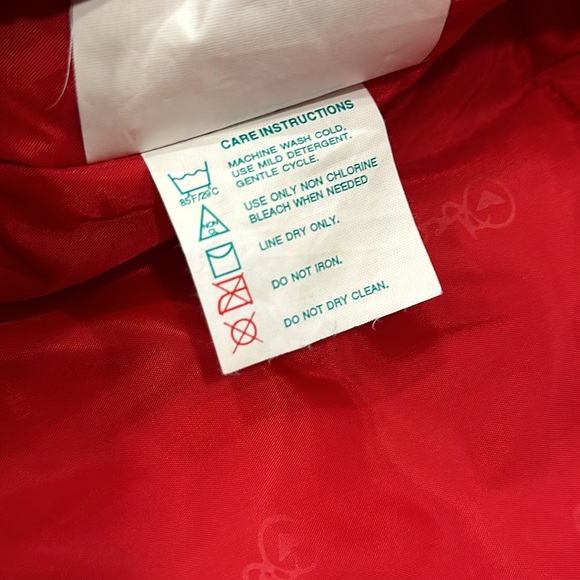 CARE INSTRUCTIONS
MACHINE WASH COLD,
USE MILD DETERGENT.
GENTLE CYCLE.
85F/29C
USE ONLY NON CHLORINE
BLEACH WHEN NEEDED
NON
LINE DRY ONLY.
DO NOT IRON.
DO NOT DRY CLEAN.